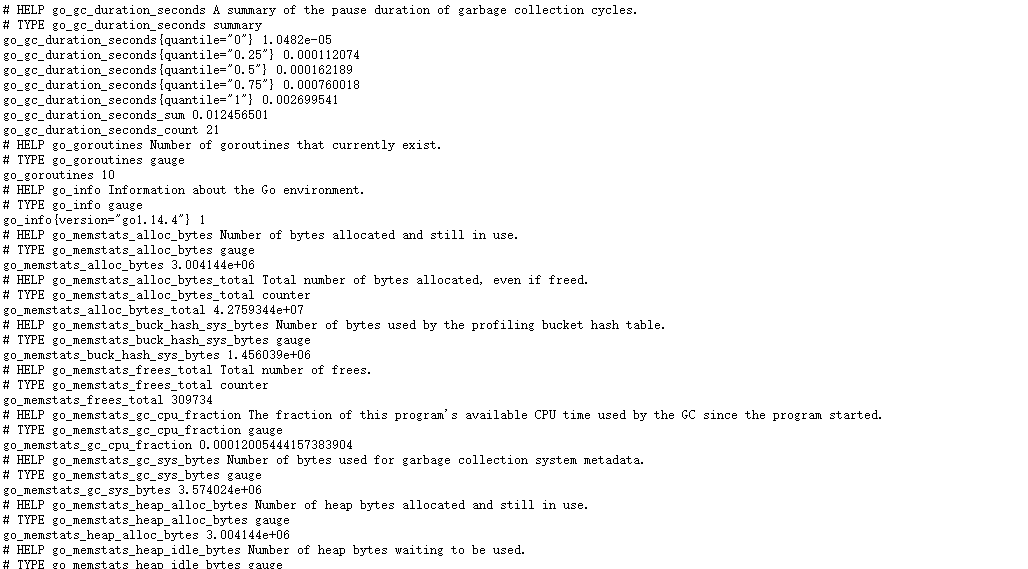 # HELP go_gc_duration_seconds A summary of the pause duration of garbage collection cycles.
# TYPE go_gc_duration_seconds summary
go_gc_duration_seconds{quantile="0"} 1.0482e-05
go_gc_duration_seconds{quantile="0.25"} 0.000112074
go_gc_duration_seconds{quantile="0.5"} 0.000162189
go_gc_duration_seconds{quantile="0.75"} 0.000760018
go_gc_duration_seconds{quantile="1"} 0.002699541
go_gc_duration_seconds_sum 0.012456501
go_gc_duration_seconds_count 21
# HELP go_goroutines Number of goroutines that currently exist.
# TYPE go_goroutines gauge
go_goroutines 10
# HELP go_info Information about the Go environment.
# TYPE go_info gauge
go_info{version="go1.14.4"} 1
# HELP go_memstats_alloc_bytes Number of bytes allocated and still in use.
# TYPE go_memstats_alloc_bytes gauge
go_memstats_alloc_bytes 3.004144e+06
# HELP go_memstats_alloc_bytes_total Total number of bytes allocated, even if freed.
# TYPE go_memstats_alloc_bytes_total counter
go_memstats_alloc_bytes_total 4.2759344e+07
# HELP go_memstats_buck_hash_sys_bytes Number of bytes used by the profiling bucket hash table.
# TYPE go_memstats_buck_hash_sys_bytes gauge
go_memstats_buck_hash_sys_bytes 1.456039e+06
# HELP go_memstats_frees_total Total number of frees.
# TYPE go_memstats_frees_total counter
go_memstats_frees_total 309734
# HELP go_memstats_gc_cpu_fraction The fraction of this program's available CPU time used by the GC since the program started.
# TYPE go_memstats_gc_cpu_fraction gauge
go_memstats_gc_cpu_fraction 0.00012005444157383904
# HELP go_memstats_gc_sys_bytes Number of bytes used for garbage collection system metadata.
# TYPE go_memstats_gc_sys_bytes gauge
go_memstats_gc_sys_bytes 3.574024e+06
# HELP go_memstats_heap_alloc_bytes Number of heap bytes allocated and still in use.
# TYPE go_memstats_heap_alloc_bytes gauge
go_memstats_heap_alloc_bytes 3.004144e+06
# HELP go_memstats_heap_idle_bytes Number of heap bytes waiting to be used.
# TYPE go_memstats_heap_idle_bytes gauge